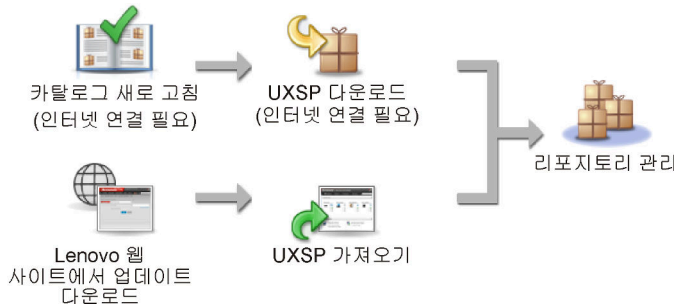 카탈로그 새로 고침
(인터넷 연결 필요)
UXSP 다운로드
(인터넷 연결 필요)
리포지토리 관리
Lenovo 웹
사이트에서 업데이트
다운로드
UXSP 가져오기